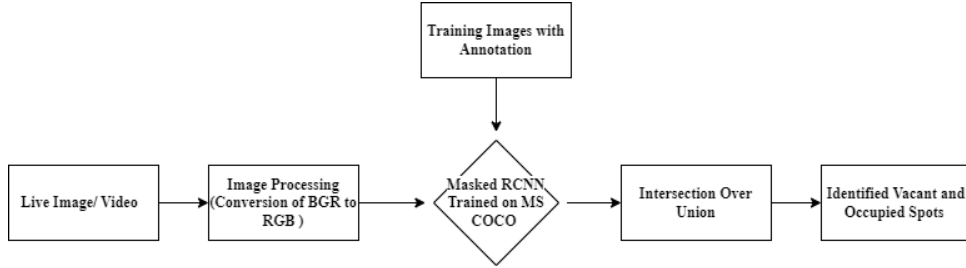 Training Images with
Annotation
Live Image/ Video
Image Processing
(Conversion of BGR to
RGB )
Masked RCNN
Trained on MS
COCO
Intersection Over
Union
Identified Vacant and
Occupied Spots